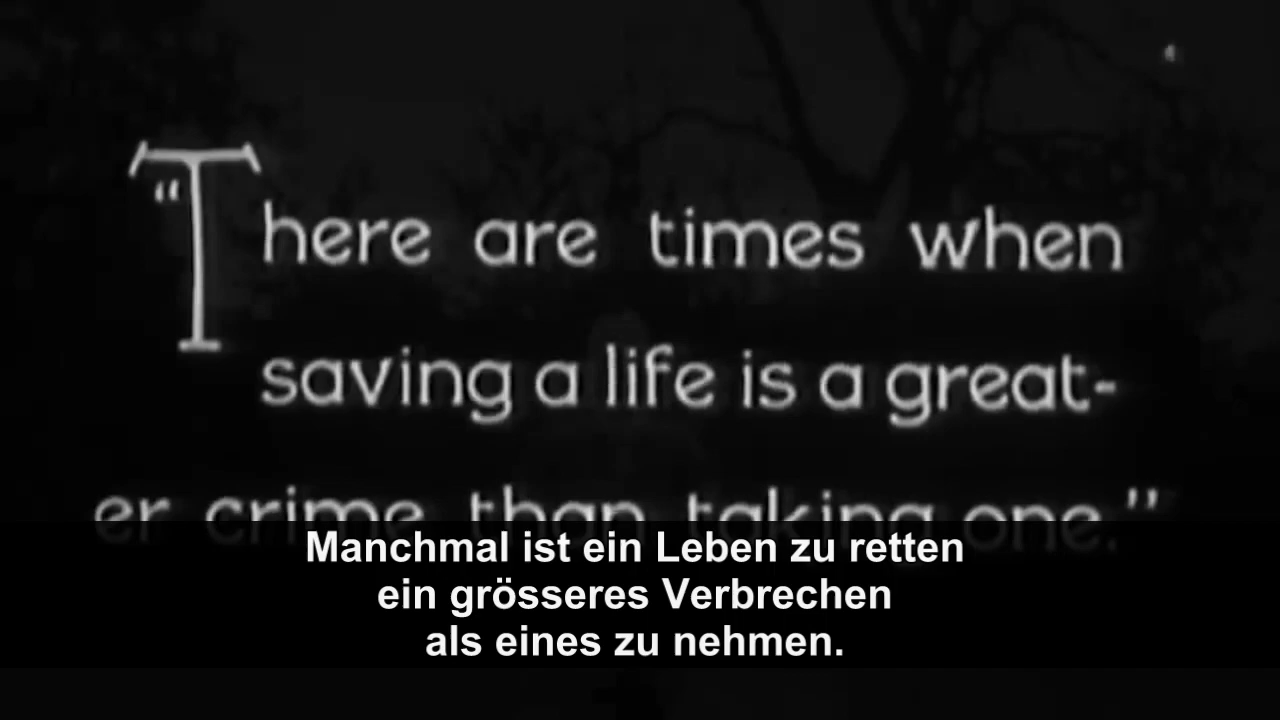 “There are times when
saving a life is a great-
er crime than taking one.”
Manchmal ist ein Leben zu retten
ein grösseres Verbrechen
als eines zu nehmen.